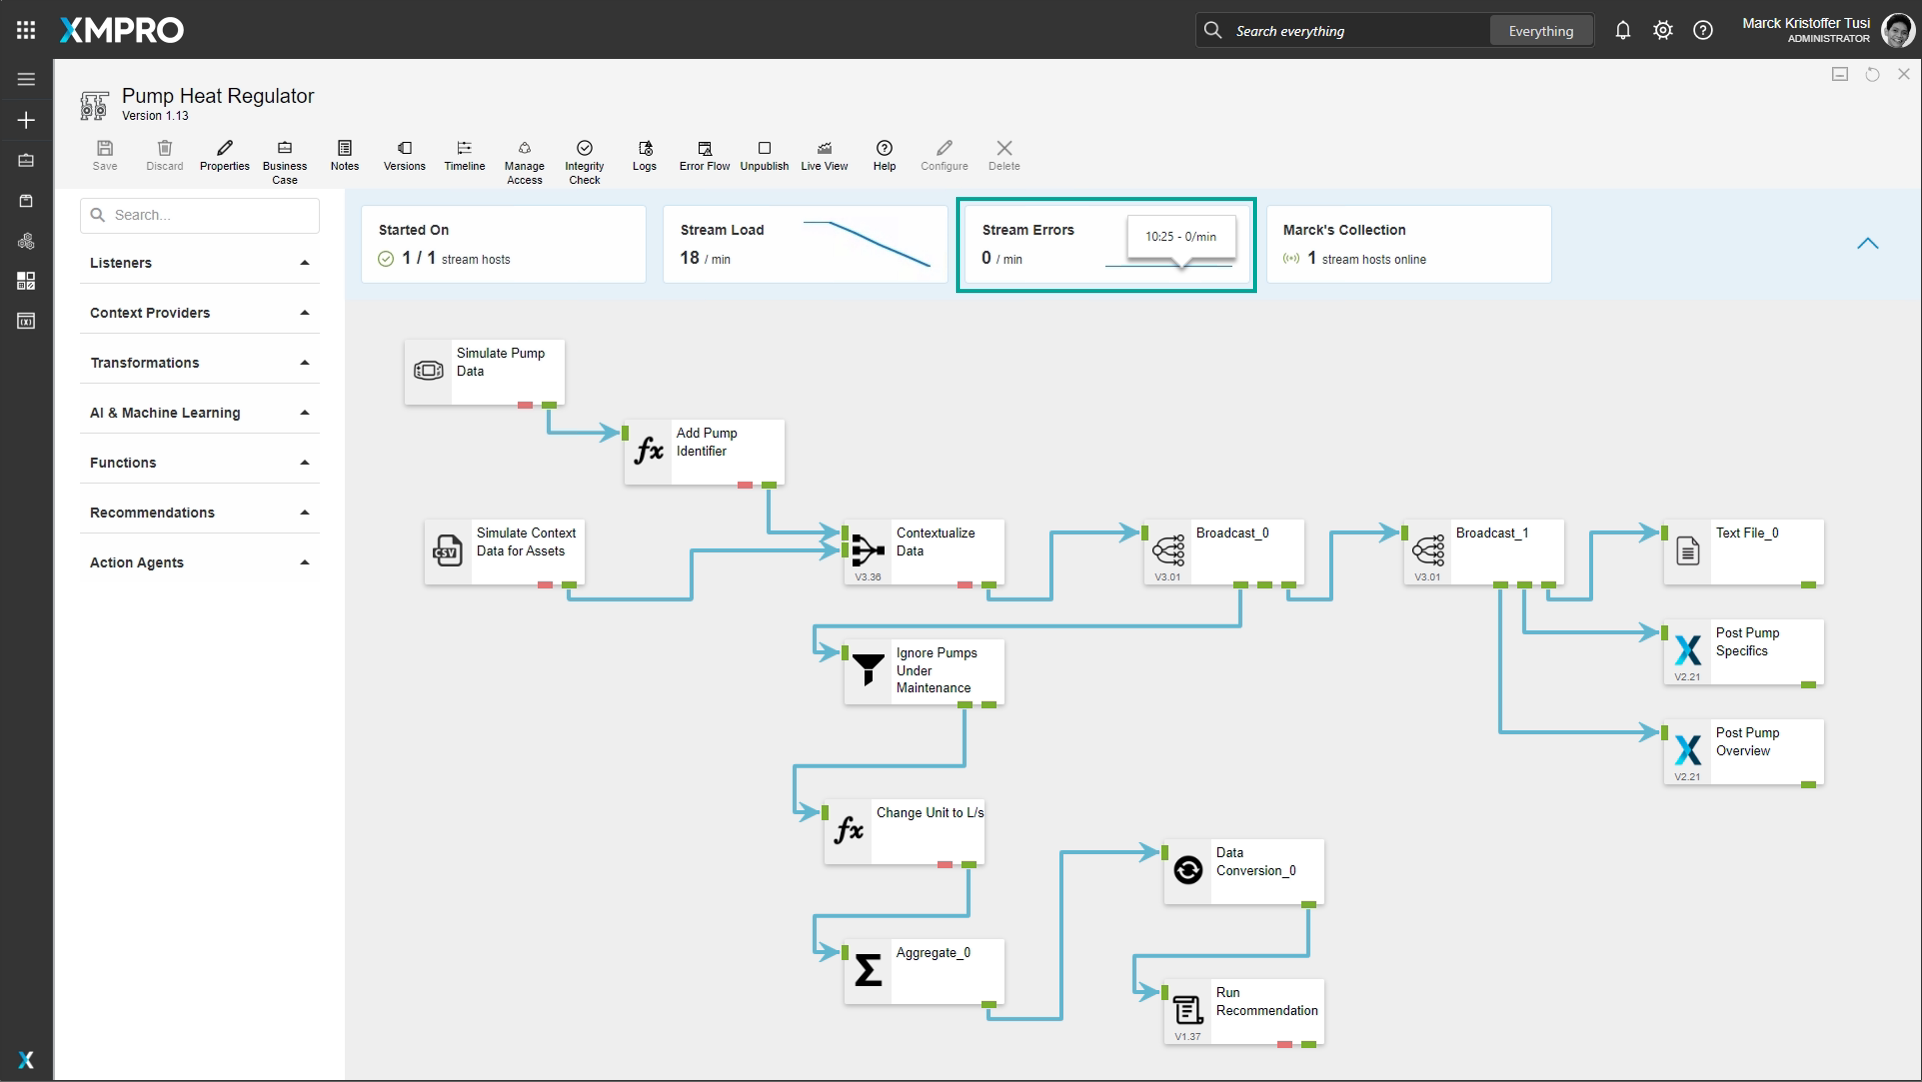 XMPRO
Search everything
Everything
Marck Kristoffer Tusi
ADMINISTRATOR
Pump Heat Regulator
Version 1.13
Save
Discard
Properties
Business
Case
Notes
Versions
Timeline
Manage
Access
Integrity
Check
Logs
Error Flow
Unpublish
Live View
Help
Configure
Delete
Search...
Listeners
Context Providers
Transformations
AI & Machine Learning
Functions
Recommendations
Action Agents
Started On
1 / 1 stream hosts
Stream Load
18 / min
Stream Errors
0 / min
10:25 - 0/min
Marck's Collection
1 stream hosts online
Simulate Pump
Data
fx
Add Pump
Identifier
CSV
Simulate Context
Data for Assets
Contextualize
Data
V3.36
Broadcast_0
V3.01
Broadcast_1
V3.01
Text File_0
Post Pump
Specifics
V2.21
Post Pump
Overview
V2.21
Ignore Pumps
Under
Maintenance
fx
Change Unit to L/s
Σ
Aggregate_0
Data
Conversion_0
Run
Recommendation
V1.37